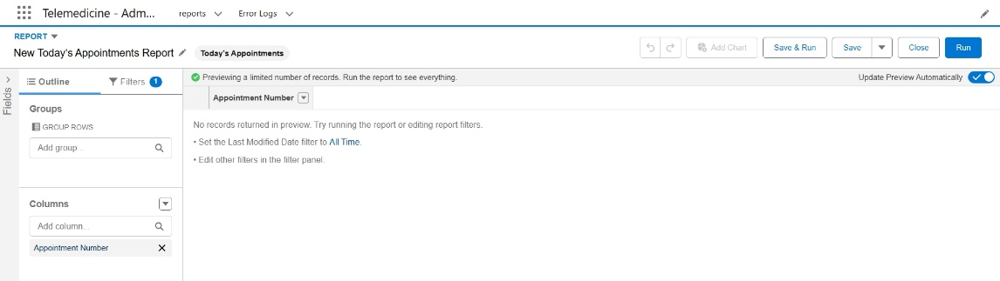 Telemedicine - Adm... reports Error Logs
REPORT
New Today's Appointments Report Today's Appointments
Add Chart Save & Run Save Close Run
Fields
Outline Filters 1
Previewing a limited number of records. Run the report to see everything. Update Preview Automatically
Appointment Number
Groups
GROUP ROWS
Add group...
No records returned in preview. Try running the report or editing report filters.
• Set the Last Modified Date filter to All Time.
• Edit other filters in the filter panel.
Columns
Add column...
Appointment Number